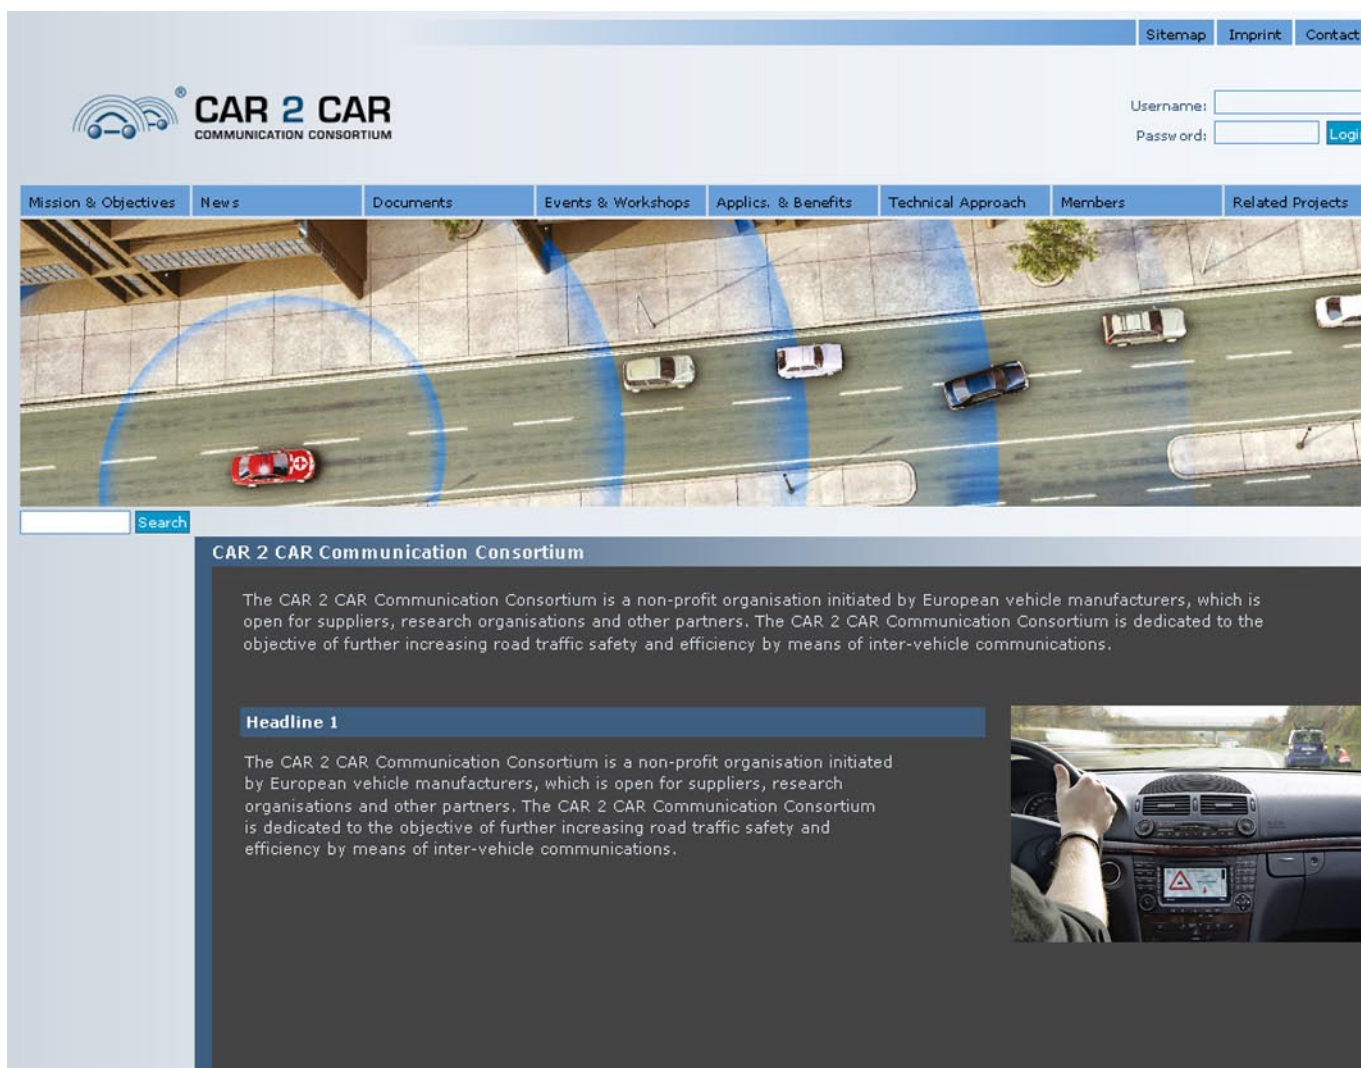 Sitemap Imprint Contact
® CAR 2 CAR
COMMUNICATION CONSORTIUM
Username:
Password: Login
Mission & Objectives News Documents Events & Workshops Applics. & Benefits Technical Approach Members Related Projects
Search
CAR 2 CAR Communication Consortium
The CAR 2 CAR Communication Consortium is a non-profit organisation initiated by European vehicle manufacturers, which is
open for suppliers, research organisations and other partners. The CAR 2 CAR Communication Consortium is dedicated to the
objective of further increasing road traffic safety and efficiency by means of inter-vehicle communications.
Headline 1
The CAR 2 CAR Communication Consortium is a non-profit organisation initiated
by European vehicle manufacturers, which is open for suppliers, research
organisations and other partners. The CAR 2 CAR Communication Consortium
is dedicated to the objective of further increasing road traffic safety and
efficiency by means of inter-vehicle communications.